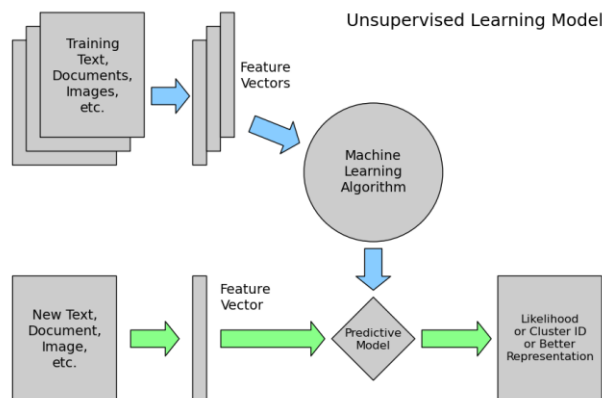 Unsupervised Learning Model
Training
Text,
Documents,
Images,
etc.
Feature
Vectors
Machine
Learning
Algorithm
New Text,
Document,
Image,
etc.
Feature
Vector
Predictive
Model
Likelihood
or Cluster ID
or Better
Representation